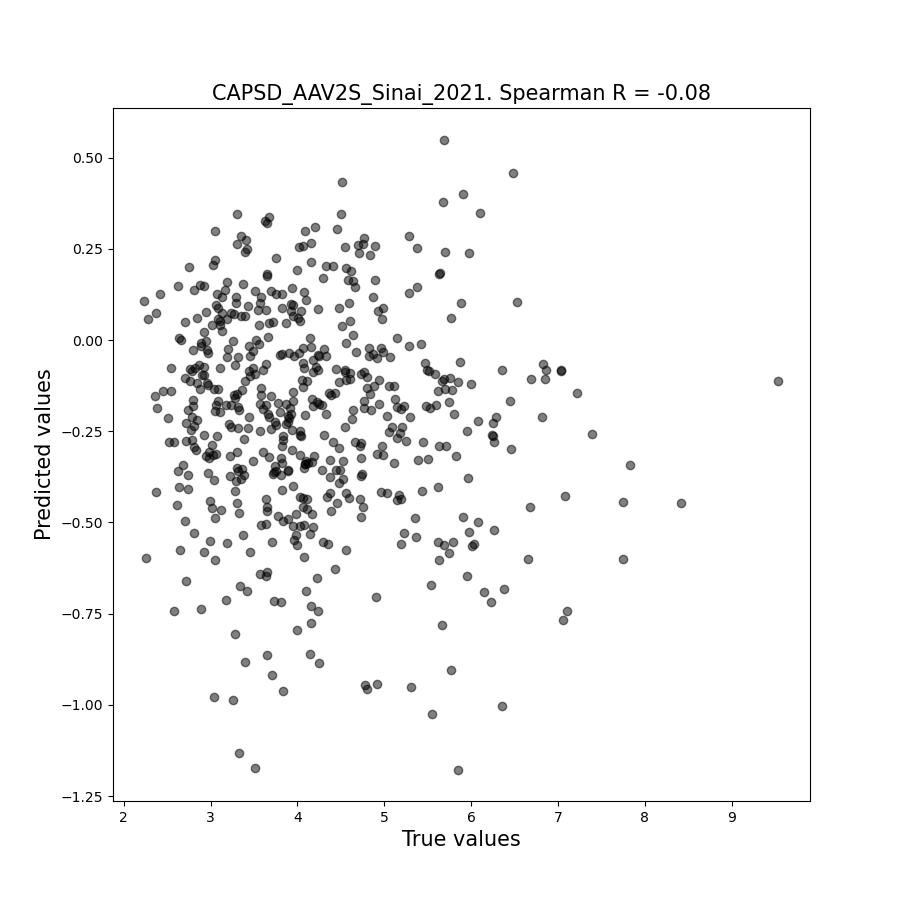 CAPSD_AAV2S_Sinai_2021. Spearman R = -0.08
0.50
0.25
0.00
−0.25
−0.50
−0.75
−1.00
−1.25
Predicted values
2 3 4 5 6 7 8 9
True values